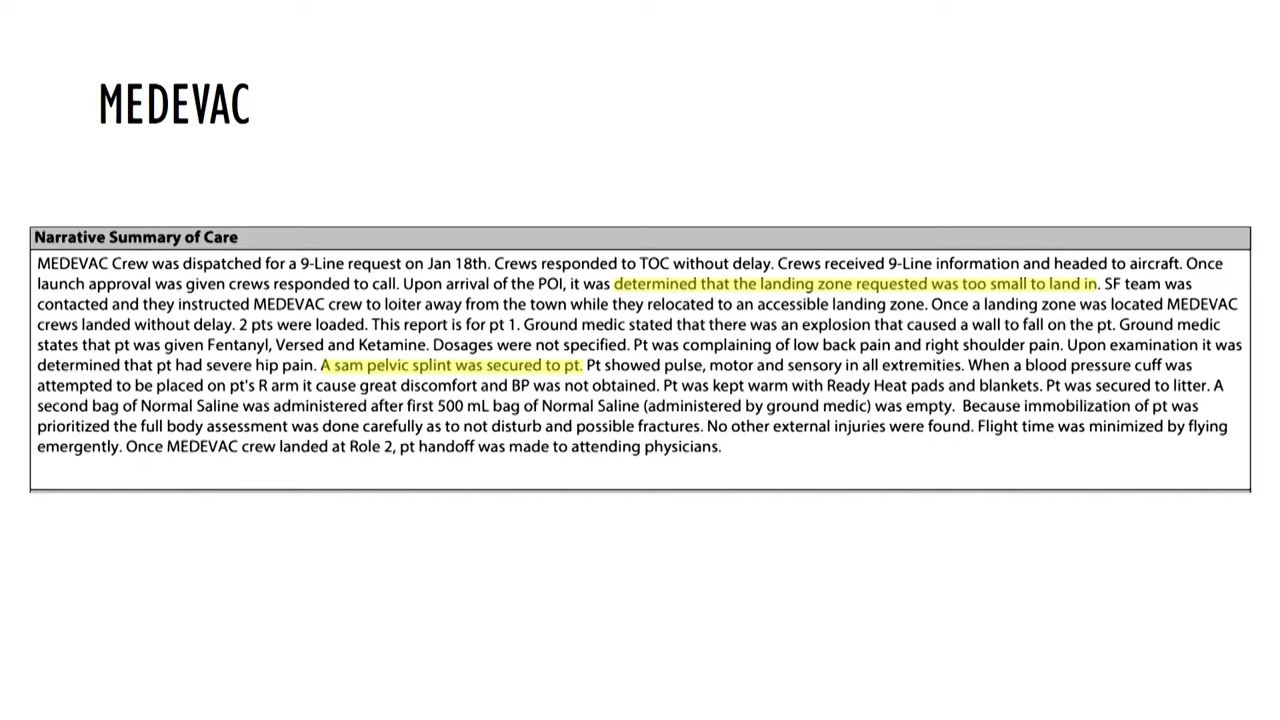 MEDEVAC
Narrative Summary of Care
MEDEVAC Crew was dispatched for a 9-Line request on Jan 18th. Crews responded to TOC without delay. Crews received 9-Line information and headed to aircraft. Once
launch approval was given crews responded to call. Upon arrival of the POI, it was determined that the landing zone requested was too small to land in. SF team was
contacted and they instructed MEDEVAC crew to loiter away from the town while they relocated to an accessible landing zone. Once a landing zone was located MEDEVAC
crews landed without delay. 2 pts were loaded. This report is for pt 1. Ground medic stated that there was an explosion that caused a wall to fall on the pt. Ground medic
states that pt was given Fentanyl, Versed and Ketamine. Dosages were not specified. Pt was complaining of low back pain and right shoulder pain. Upon examination it was
determined that pt had severe hip pain. A sam pelvic splint was secured to pt. Pt showed pulse, motor and sensory in all extremities. When a blood pressure cuff was
attempted to be placed on pt's R arm it cause great discomfort and BP was not obtained. Pt was kept warm with Ready Heat pads and blankets. Pt was secured to litter. A
second bag of Normal Saline was administered after first 500 mL bag of Normal Saline (administered by ground medic) was empty. Because immobilization of pt was
prioritized the full body assessment was done carefully as to not disturb and possible fractures. No other external injuries were found. Flight time was minimized by flying
emergently. Once MEDEVAC crew landed at Role 2, pt handoff was made to attending physicians.